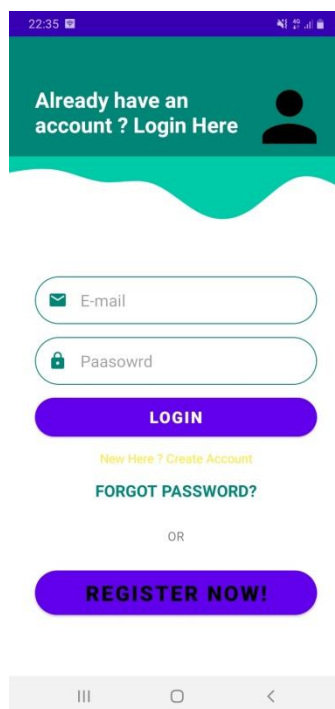 22:35
Already have an
account ? Login Here
E-mail
Paasowrd
LOGIN
New Here ? Create Account
FORGOT PASSWORD?
OR
REGISTER NOW!